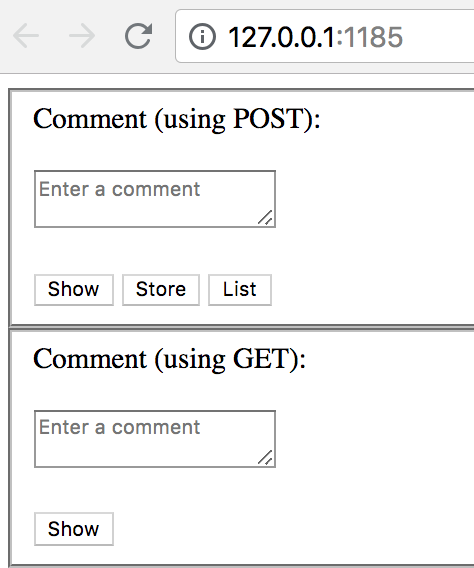 127.0.0.1:1185
Comment (using POST):
Enter a comment
Show Store List
Comment (using GET):
Enter a comment
Show